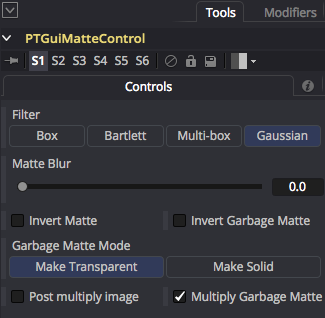 Tools Modifiers
PTGuiMatteControl
S1 S2 S3 S4 S5 S6
Controls
Filter
Box Bartlett Multi-box Gaussian
Matte Blur
0.0
Invert Matte Invert Garbage Matte
Garbage Matte Mode
Make Transparent Make Solid
Post multiply image Multiply Garbage Matte